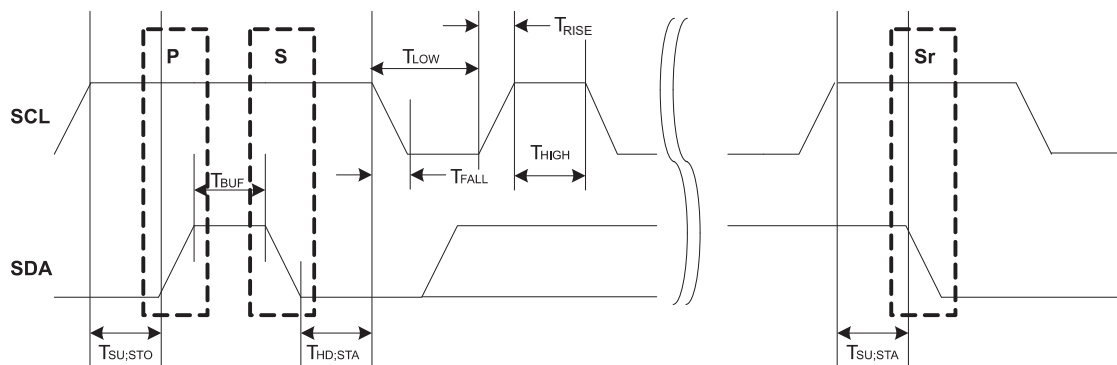 TRISE
P
S
TLOW
Sr
SCL
THIGH
TBUF
TFALL
SDA
TSU;STO
THD;STA
TSU;STA